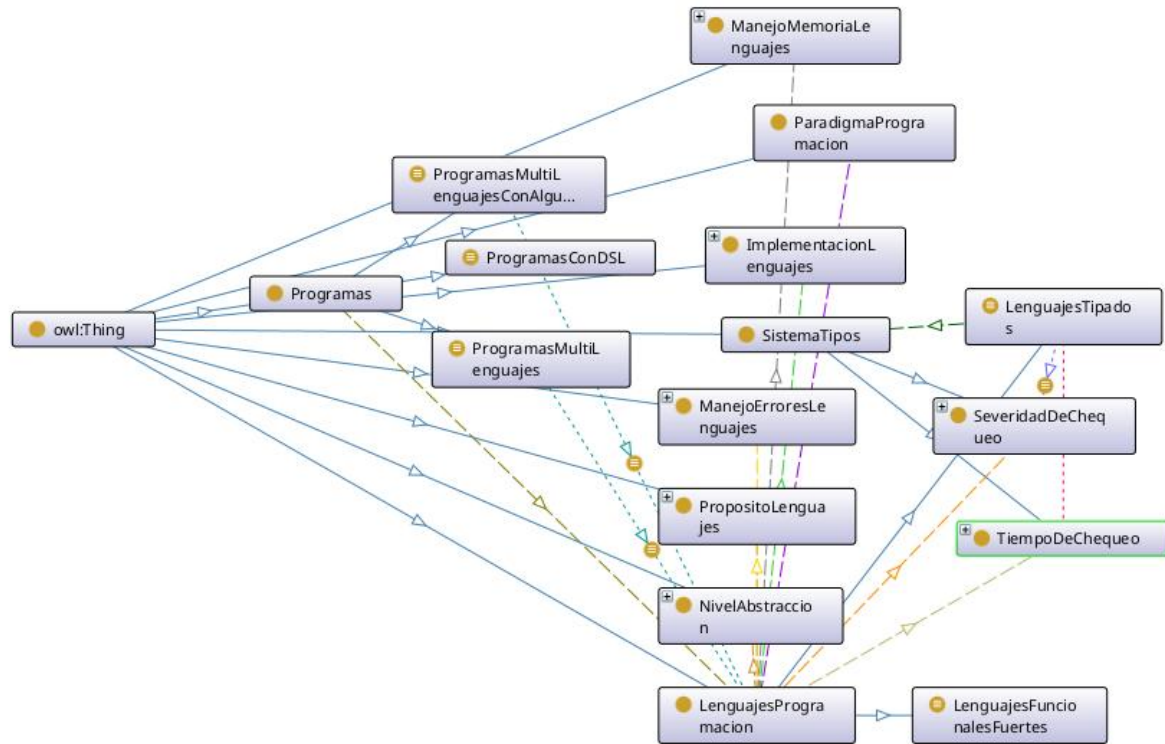 ManejoMemoriaLe
nguajes
ParadigmaProgra
macion
ProgramasMultiL
enguajesConAlgu...
ImplementacionL
enguajes
ProgramasConDSL
Programas
LenguajesTipado
s
owl:Thing
SistemaTipos
ProgramasMultiL
enguajes
ManejoErroresLe
nguajes
SeveridadDeCheq
ueo
PropositoLengua
jes
TiempoDeChequeo
NivelAbstraccio
n
LenguajesProgra
macion
LenguajesFuncio
nalesFuertes